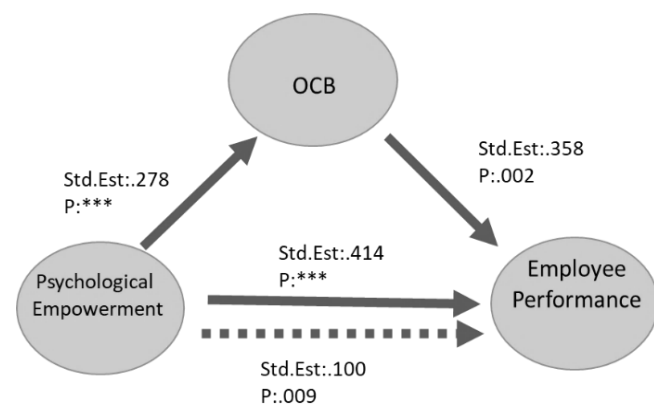 OCB
Std.Est:.278
P:***
Std.Est:.358
P:.002
Psychological
Empowerment
Std.Est:.414
P:***
Employee
Performance
Std.Est:.100
P:.009